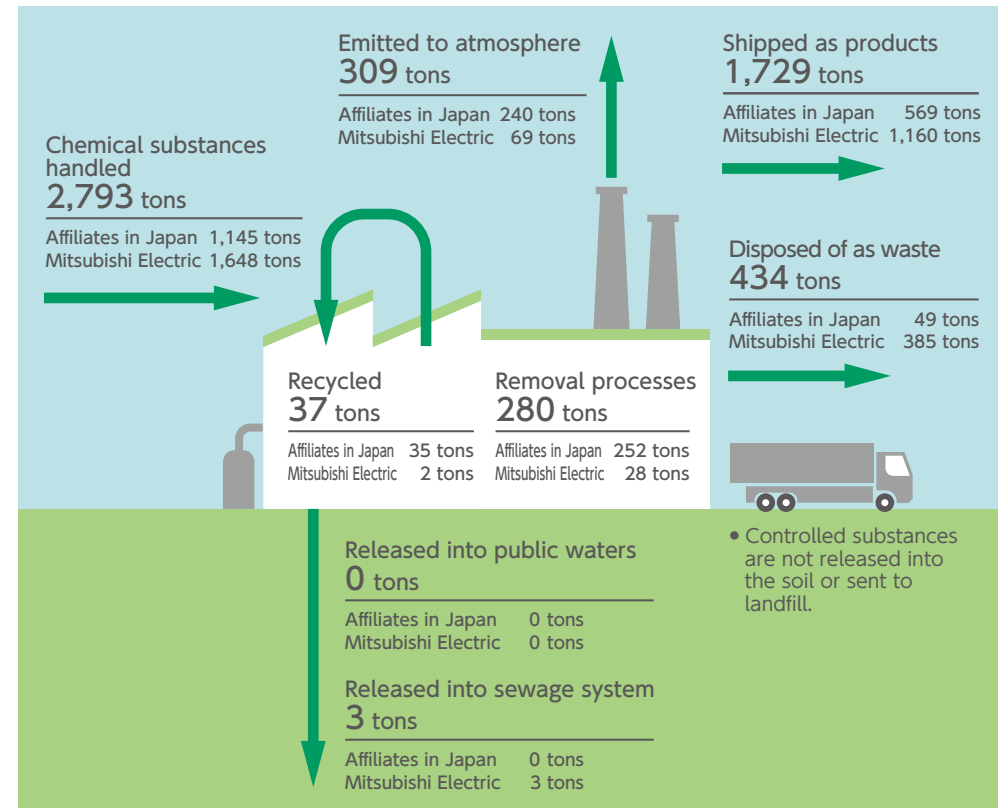 Chemical substances
handled
2,793 tons
Affiliates in Japan 1,145 tons
Mitsubishi Electric 1,648 tons
Emitted to atmosphere
309 tons
Affiliates in Japan 240 tons
Mitsubishi Electric 69 tons
Shipped as products
1,729 tons
Affiliates in Japan 569 tons
Mitsubishi Electric 1,160 tons
Disposed of as waste
434 tons
Affiliates in Japan 49 tons
Mitsubishi Electric 385 tons
Recycled
37 tons
Affiliates in Japan 35 tons
Mitsubishi Electric 2 tons
Removal processes
280 tons
Affiliates in Japan 252 tons
Mitsubishi Electric 28 tons
Released into public waters
0 tons
Affiliates in Japan 0 tons
Mitsubishi Electric 0 tons
Released into sewage system
3 tons
Affiliates in Japan 0 tons
Mitsubishi Electric 3 tons
• Controlled substances
are not released into
the soil or sent to
landfill.